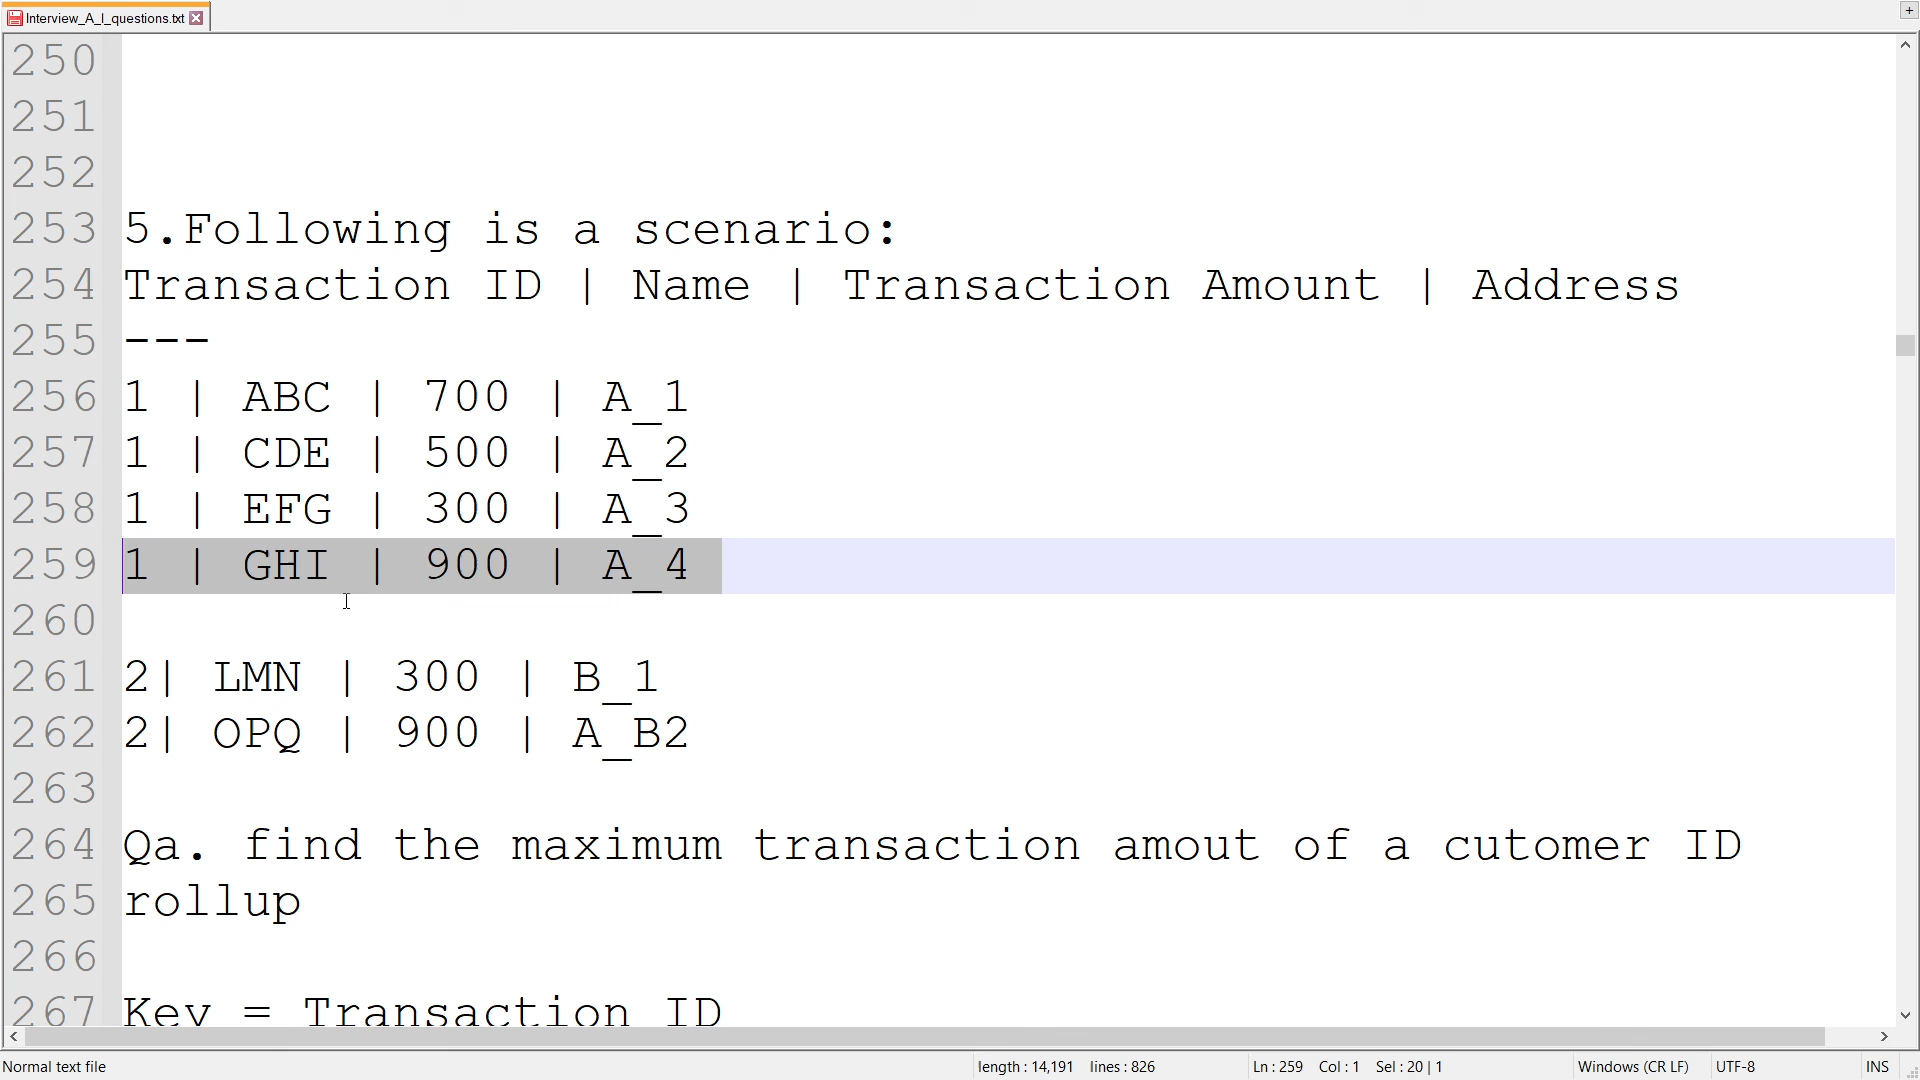 Interview_A_I_questions.txt
+
250
251
252
253 5.Following is a scenario:
254 Transaction ID | Name | Transaction Amount | Address
255 ---
256 1 | ABC | 700 | A_1
257 1 | CDE | 500 | A_2
258 1 | EFG | 300 | A_3
259 1 | GHI | 900 | A_4
260
261 2| LMN | 300 | B_1
262 2| OPQ | 900 | A_B2
263
264 Qa. find the maximum transaction amout of a cutomer ID
265 rollup
266
267 Key = Transaction ID
Normal text file length : 14,191 lines : 826 Ln : 259 Col : 1 Sel : 20 | 1 Windows (CR LF) UTF-8 INS